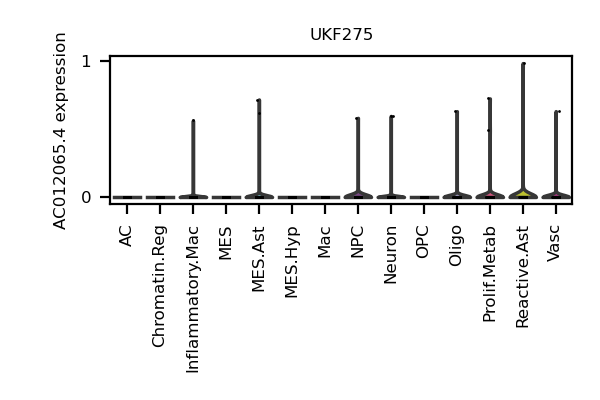 UKF275
AC012065.4 expression
1
0
AC
Chromatin.Reg
Inflammatory.Mac
MES
MES.Ast
MES.Hyp
Mac
NPC
Neuron
OPC
Oligo
Prolif.Metab
Reactive.Ast
Vasc